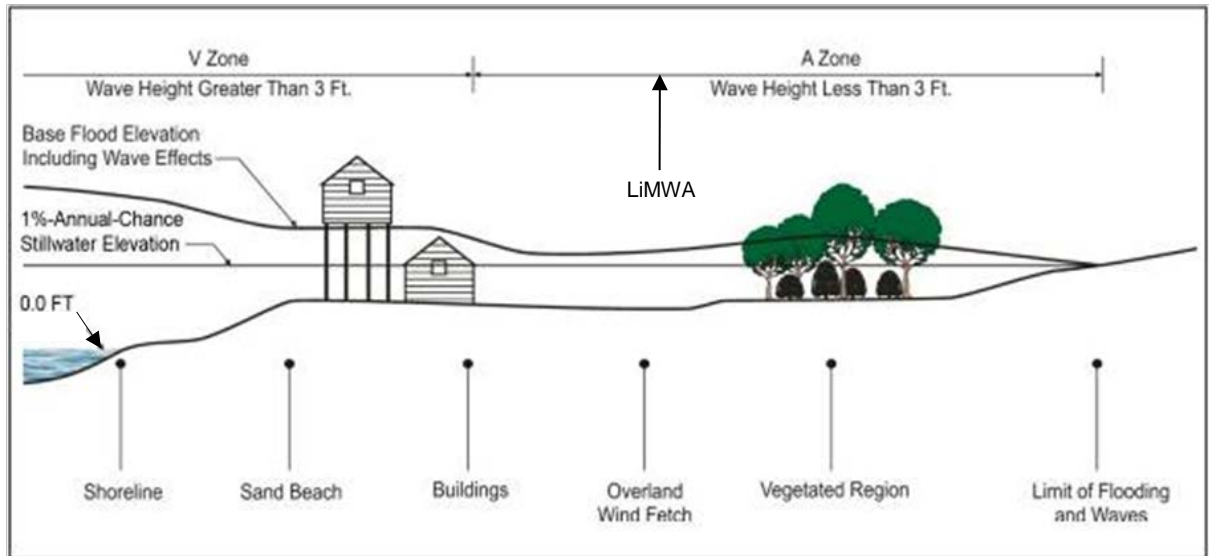 V Zone
Wave Height Greater Than 3 Ft.
A Zone
Wave Height Less Than 3 Ft.
Base Flood Elevation
Including Wave Effects
LiMWA
1%-Annual-Chance
Stillwater Elevation
0.0 FT
Shoreline
Sand Beach
Buildings
Overland
Wind Fetch
Vegetated Region
Limit of Flooding
and Waves